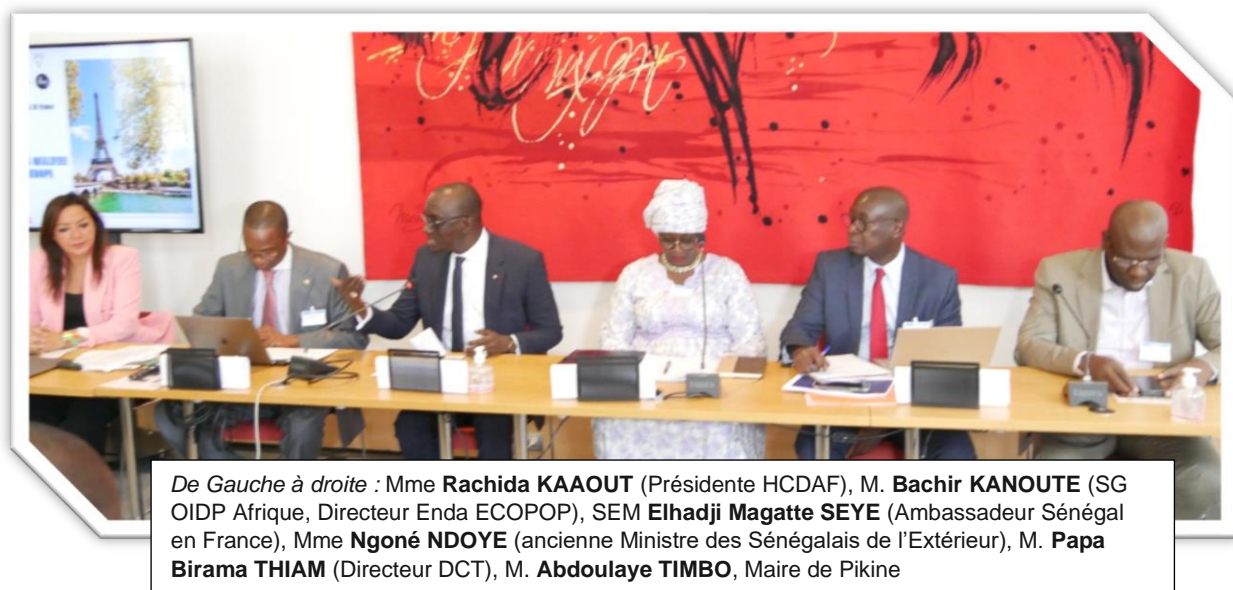 De Gauche à droite : Mme Rachida KAAOUT (Présidente HCDAF), M. Bachir KANOUTE (SG
OIDP Afrique, Directeur Enda ECOPOP), SEM Elhadji Magatte SEYE (Ambassadeur Sénégal
en France), Mme Ngoné NDOYE (ancienne Ministre des Sénégalais de l’Extérieur), M. Papa
Birama THIAM (Directeur DCT), M. Abdoulaye TIMBO, Maire de Pikine